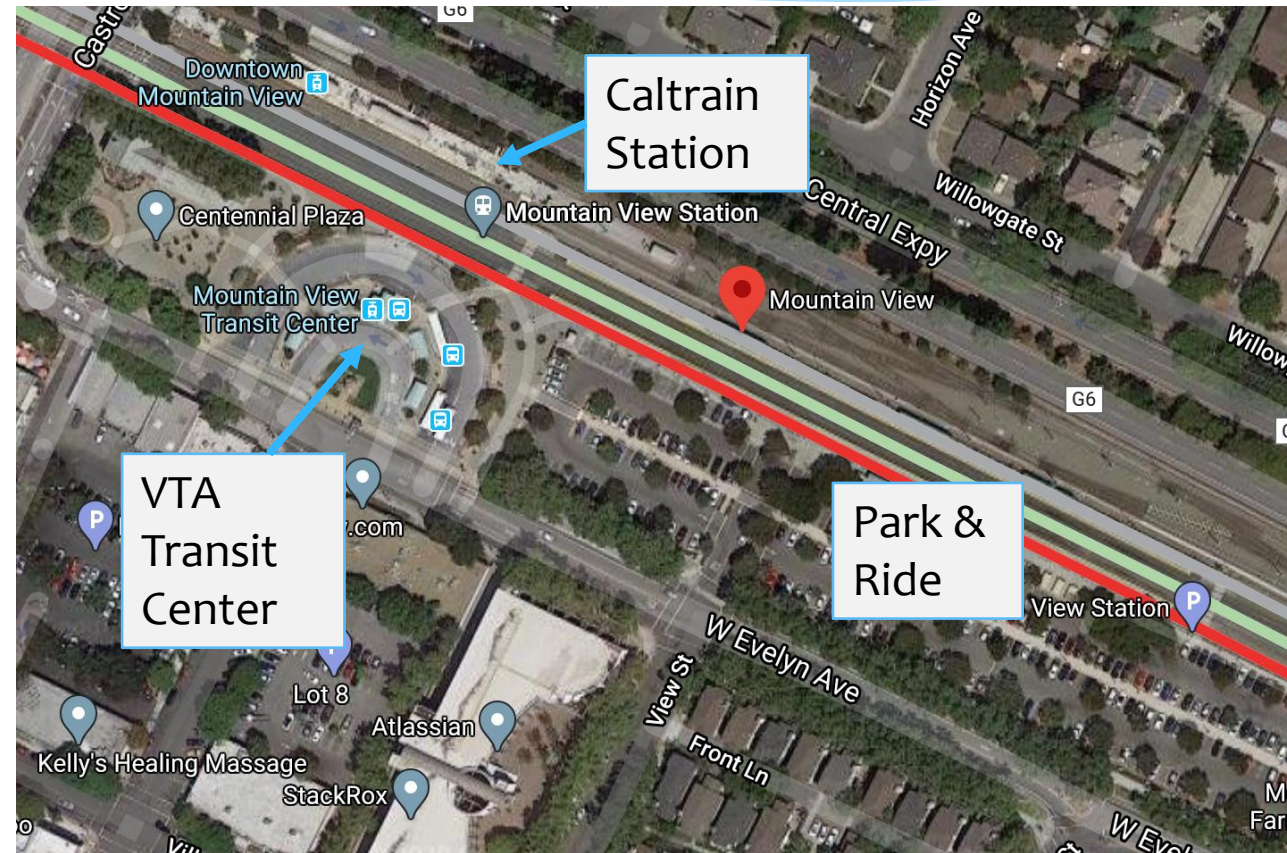 G6
Castro
Downtown
Mountain View
Caltrain
Station
Horizon Ave
Willowgate St
Central Expy
Centennial Plaza
Mountain View Station
Mountain View
Transit Center
Mountain View
G6
VTA
Transit
Center
P
.com
Park &
Ride
View Station
P
W Evelyn Ave
View St
Lot 8
Atlassian
Front Ln
Kelly's Healing Massage
StackRox